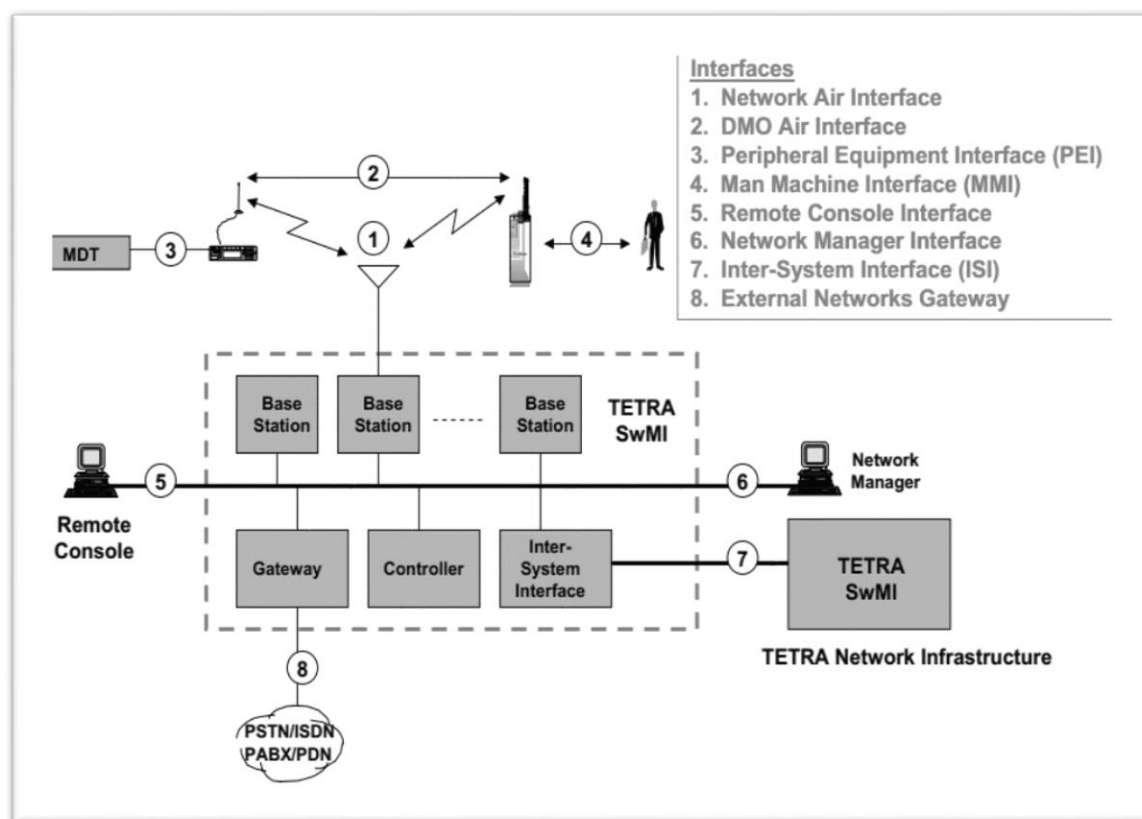 Interfaces
1. Network Air Interface
2. DMO Air Interface
3. Peripheral Equipment Interface (PEI)
4. Man Machine Interface (MMI)
5. Remote Console Interface
6. Network Manager Interface
7. Inter-System Interface (ISI)
8. External Networks Gateway
2
1
MDT
3
4
Base
Station
Base
Station
Base
Station
TETRA
SwMI
5
6
Network
Manager
Remote
Console
Gateway
Controller
Inter-
System
Interface
7
TETRA
SwMI
TETRA Network Infrastructure
8
PSTN/ISDN
PABX/PDN